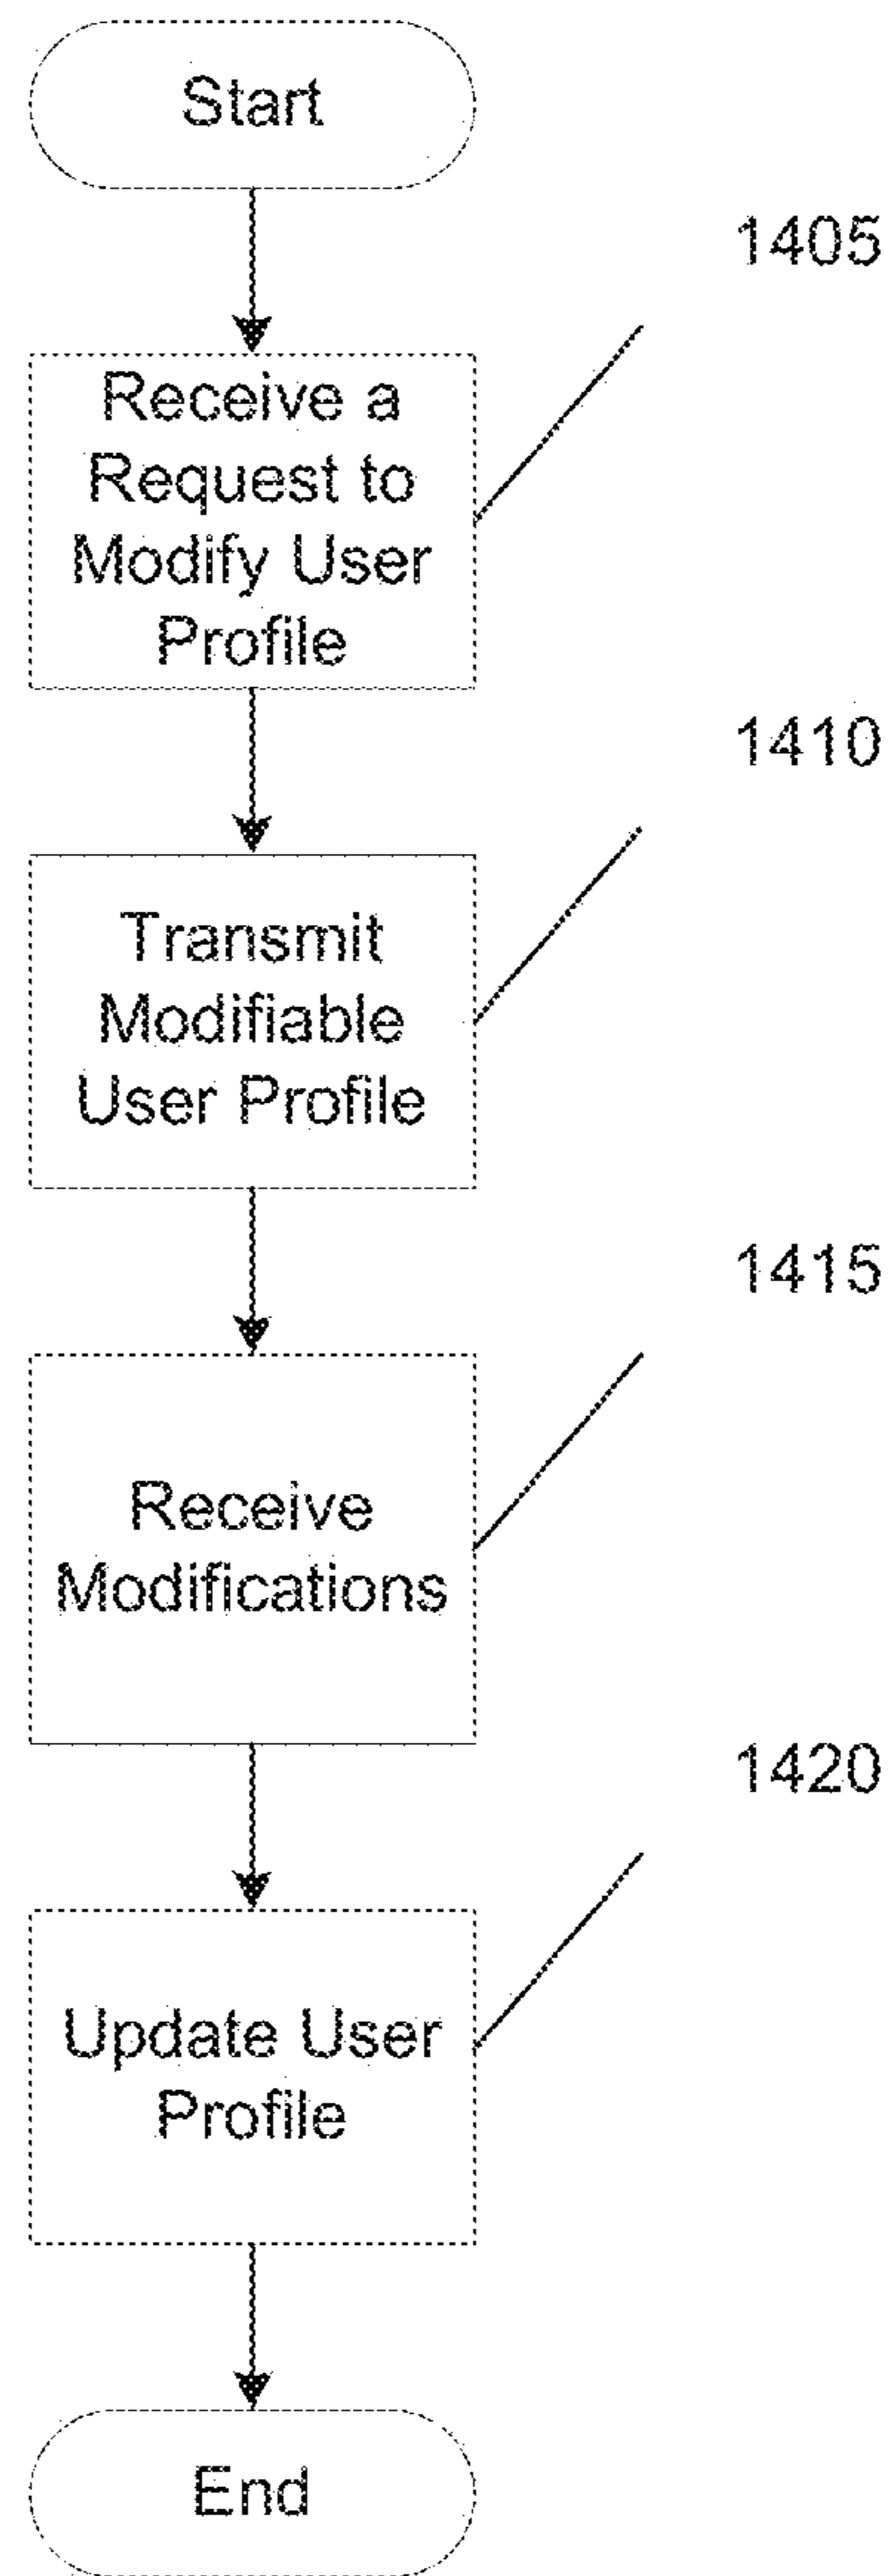 Start
1405
Receive a
Request to
Modify User
Profile
1410
Transmit
Modifiable
User Profile
1415
Receive
Modifications
1420
Update User
Profile
End